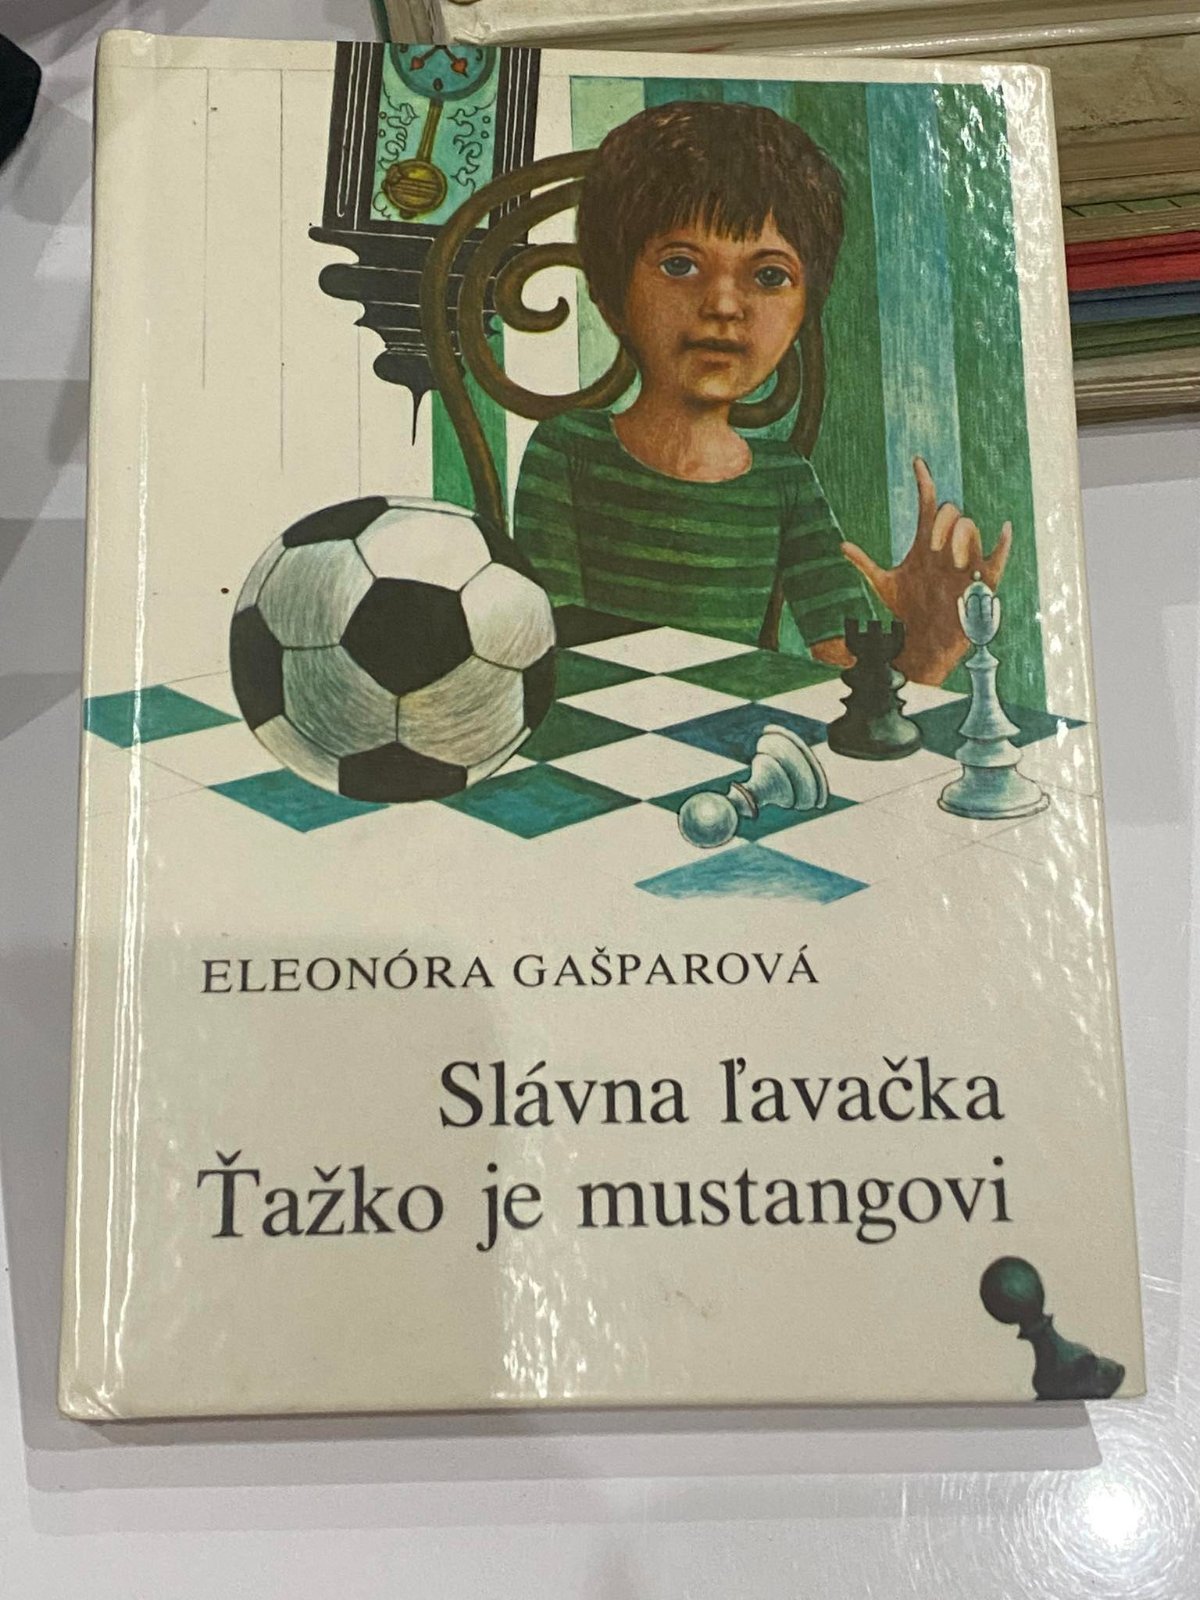 ELEONÓRA GAŠPAROVÁ
Slávna ľavačka
Ťažko je mustangovi